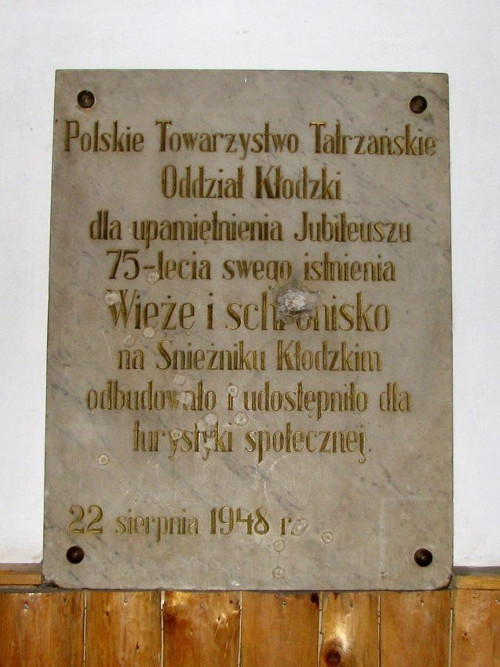 Polskie Towarzystwo Tatrzańskie
Oddział Kłodzki
dla upamiętnienia Jubileuszu
75-lecia swego istnienia
Wieże i schronisko
na Śnieżniku Kłodzkim
odbudowało i udostępniło dla
turystyki społecznej.
22 sierpnia 1948 r.